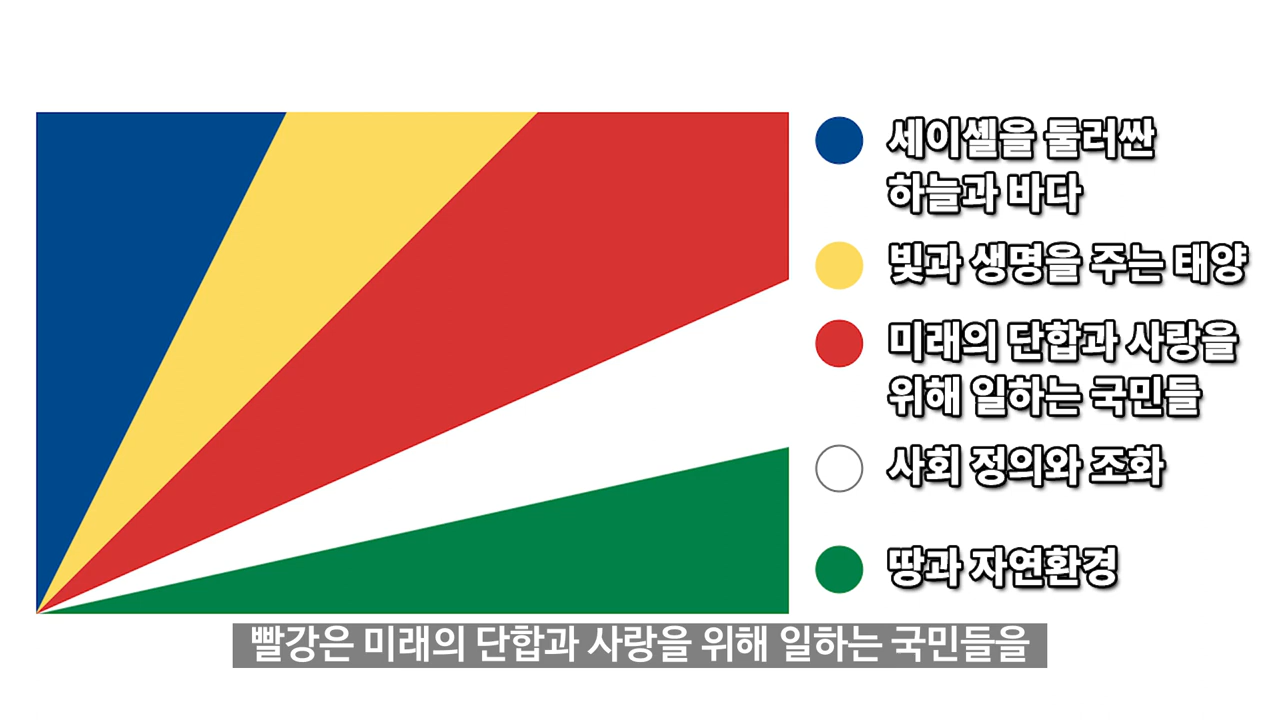 세이셸을 둘러싼
하늘과 바다
빛과 생명을 주는 태양
미래의 단합과 사랑을
위해 일하는 국민들
사회 정의와 조화
땅과 자연환경
빨강은 미래의 단합과 사랑을 위해 일하는 국민들을